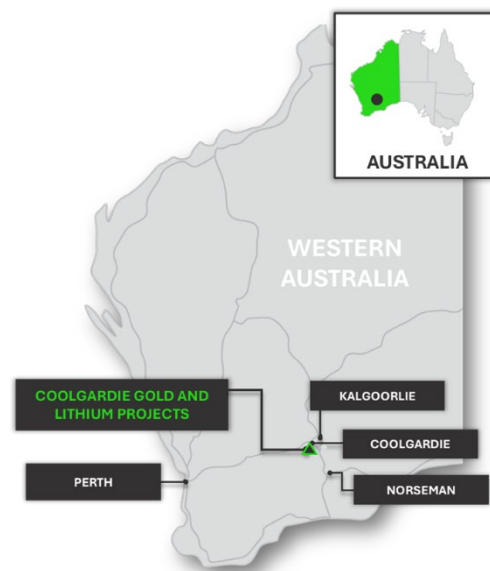 AUSTRALIA
WESTERN
AUSTRALIA
COOLGARDIE GOLD AND
LITHIUM PROJECTS
KALGOORLIE
COOLGARDIE
PERTH
NORSEMAN